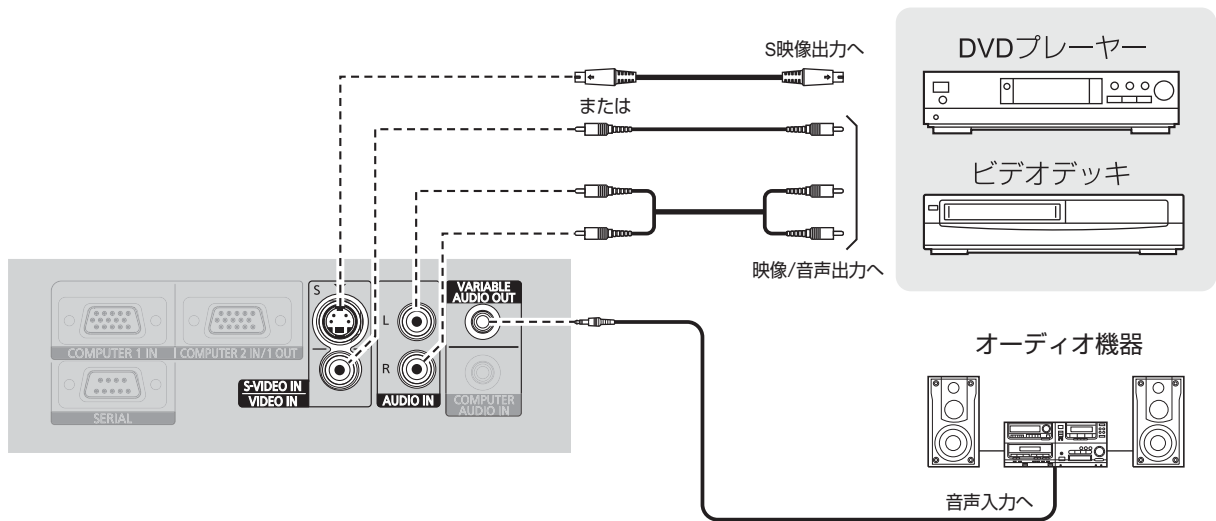 S映像出力へ
DVDプレーヤー
または
ビデオデッキ
映像/音声出力へ
S
VARIABLE
AUDIO OUT
L
COMPUTER 1 IN
COMPUTER 2 IN/1 OUT
オーディオ機器
R
S-VIDEO IN
VIDEO IN
AUDIO IN
COMPUTER
AUDIO IN
SERIAL
音声入力へ